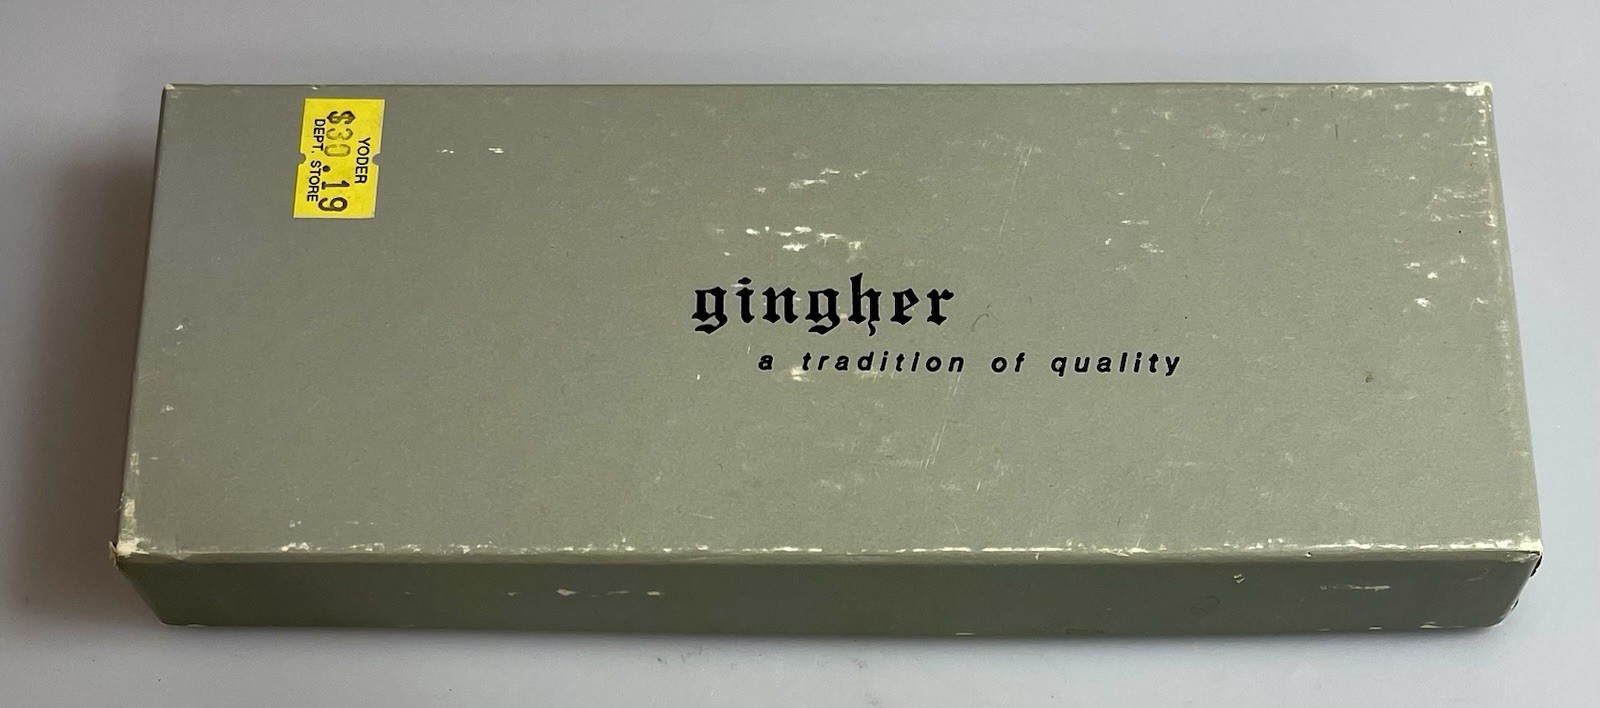 YODER
$30.19
DEPT. STORE
gingher
a tradition of quality